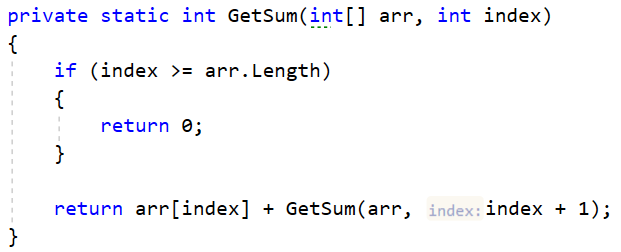 private static int GetSum(int[] arr, int index)
{
    if (index >= arr.Length)
    {
        return 0;
    }

    return arr[index] + GetSum(arr, index: index + 1);
}